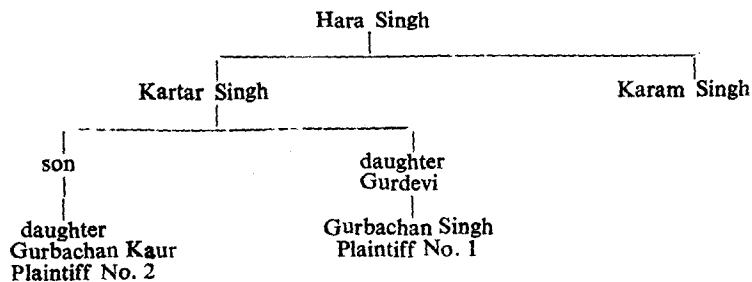 Hara Singh
Kartar Singh
Karam Singh
son
daughter
Gurdevi
daughter
Gurbachan Kaur
Plaintiff No. 2
Gurbachan Singh
Plaintiff No. 1